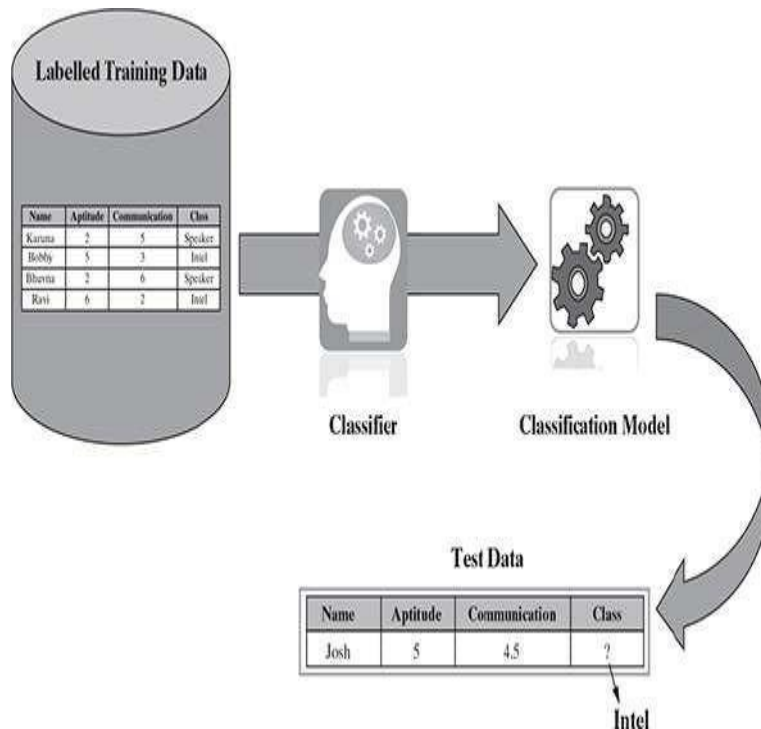 Labelled Training Data
Name Aptitude Communication Class
Karuna 2 5 Speaker
Bobby 5 3 Intel
Bhuvna 2 6 Speaker
Ravi 6 2 Intel
Classifier
Classification Model
Test Data
Name Aptitude Communication Class
Josh 5 4.5 ?
Intel